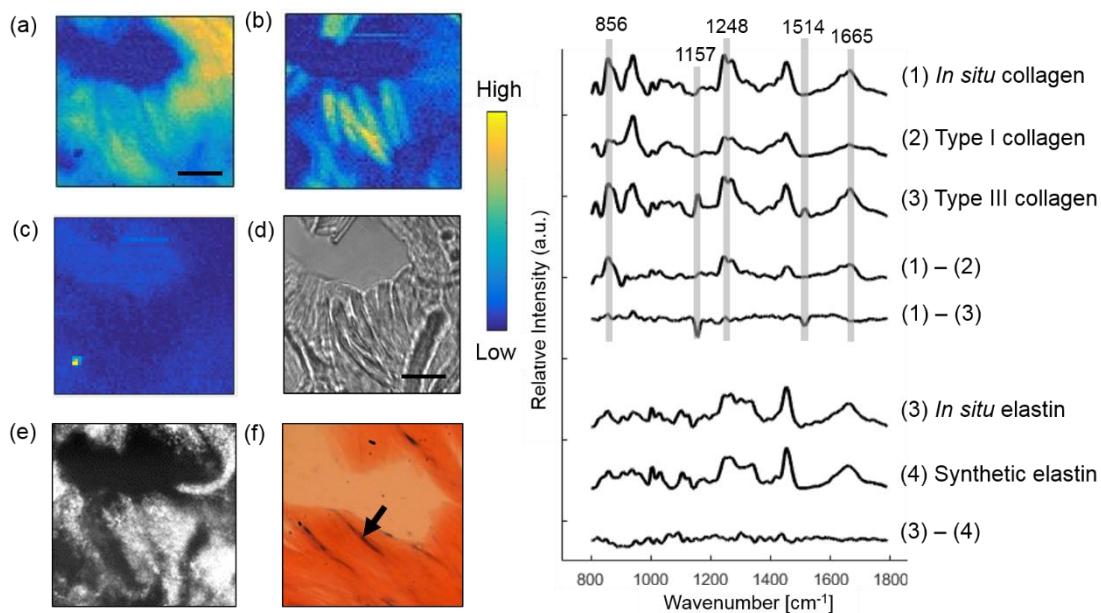 (a)
(b)
(c)
(d)
(e)
(f)
High
Low
856
1157
1248
1514
1665
(1) In situ collagen
(2) Type I collagen
(3) Type III collagen
(1) – (2)
(1) – (3)
(3) In situ elastin
(4) Synthetic elastin
(3) – (4)
Relative Intensity (a.u.)
800 1000 1200 1400 1600 1800
Wavenumber [cm⁻¹]